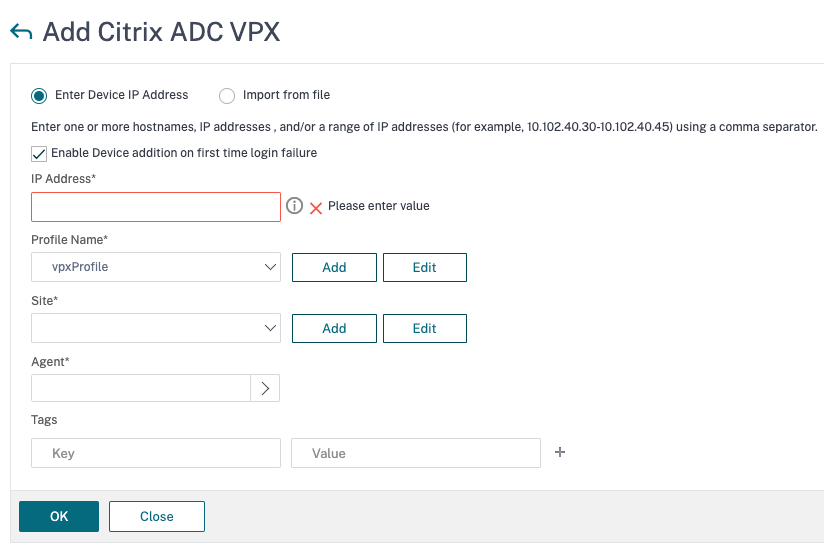 Add Citrix ADC VPX
Enter Device IP Address Import from file
Enter one or more hostnames, IP addresses , and/or a range of IP addresses (for example, 10.102.40.30-10.102.40.45) using a comma separator.
Enable Device addition on first time login failure
IP Address*
Please enter value
Profile Name*
vpxProfile Add Edit
Site*
Add Edit
Agent*
Tags
Key Value
OK Close